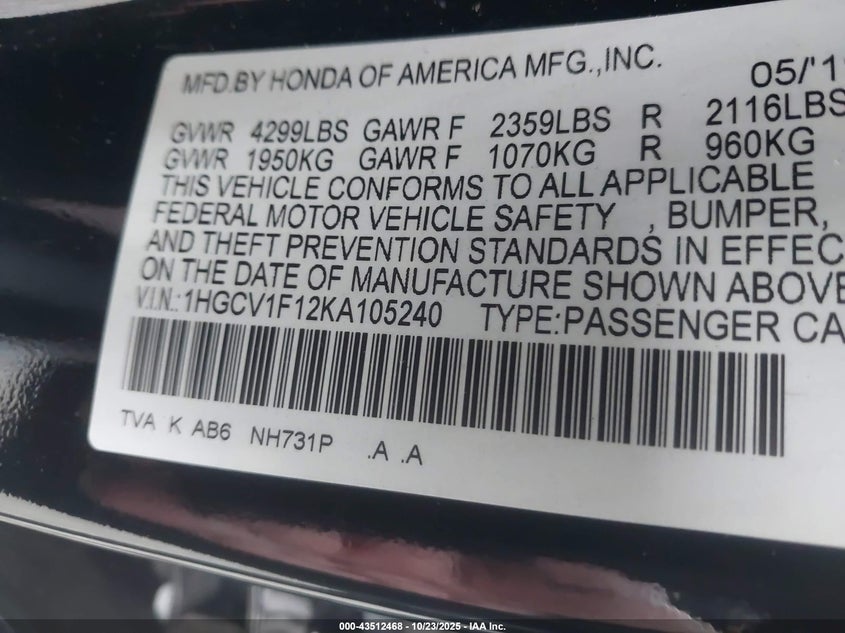 MFD.BY HONDA OF AMERICA MFG.,INC. 05/'1
GVWR 4299LBS GAWR F 2359LBS R 2116LBS
GVWR 1950KG GAWR F 1070KG R 960KG
THIS VEHICLE CONFORMS TO ALL APPLICABLE
FEDERAL MOTOR VEHICLE SAFETY , BUMPER,
AND THEFT PREVENTION STANDARDS IN EFFEC
ON THE DATE OF MANUFACTURE SHOWN ABOVE
V.I.N.:1HGCV1F12KA105240 TYPE:PASSENGER CA
TVA K AB6 NH731P .A .A
000-43512468 - 10/23/2025 - IAA Inc.